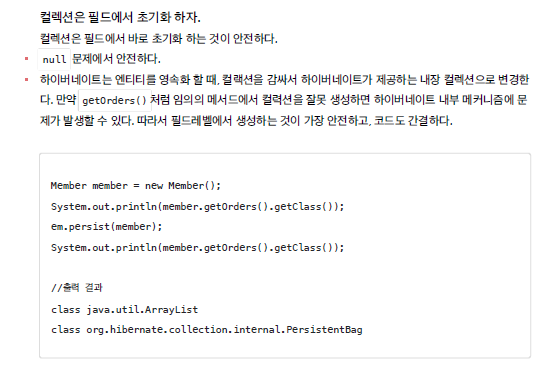 컬렉션은 필드에서 초기화 하자.
컬렉션은 필드에서 바로 초기화 하는 것이 안전하다.
null 문제에서 안전하다.
하이버네이트는 엔티티를 영속화 할 때, 컬랙션을 감싸서 하이버네이트가 제공하는 내장 컬렉션으로 변경한
다. 만약 getOrders() 처럼 임의의 메서드에서 컬력션을 잘못 생성하면 하이버네이트 내부 메커니즘에 문
제가 발생할 수 있다. 따라서 필드레벨에서 생성하는 것이 가장 안전하고, 코드도 간결하다.
Member member = new Member();
System.out.println(member.getOrders().getClass());
em.persist(member);
System.out.println(member.getOrders().getClass());
//출력 결과
class java.util.ArrayList
class org.hibernate.collection.internal.PersistentBag